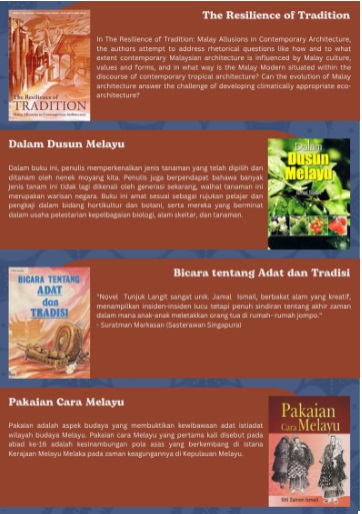 The Resilience of Tradition
In The Resilience of Tradition: Malay Allusions in Contemporary Architecture,
the authors attempt to address rhetorical questions like how and to what
extent contemporary Malaysian architecture is influenced by Malay culture,
values and forms, and in what way is the Malay Modern situated within the
discourse of contemporary tropical architecture? Can the evolution of Malay
architecture answer the challenge of developing climatically appropriate eco-
architecture?
The Resilience of
TRADITION
Malay Allusions in Contemporary Architecture
Dalam Dusun Melayu
Dalam buku ini, penulis memperkenalkan jenis tanaman yang telah dipilih dan
ditanam oleh nenek moyang kita. Penulis juga berpendapat bahawa banyak
jenis tanam ini tidak lagi dikenali oleh generasi sekarang, walhal tanaman ini
merupakan warisan negara. Buku ini amat sesuai sebagai rujukan pelajar dan
pengkaji dalam bidang hortikultur dan botani, serta mereka yang berminat
dalam usaha pelestarian kepelbagaian biologi, alam sekitar, dan tanaman.
Dalam
Dusun
Melayu
Bicara tentang Adat dan Tradisi
"Novel Tunjuk Langit sangat unik. Jamal Ismail, berbakat alam yang kreatif,
menampilkan insiden-insiden lucu tetapi penuh sindiran tentang akhir zaman
dalam mana anak-anak meletakkan orang tua di rumah- rumah jompo."
- Suratman Markasan (Sasterawan Singapura)
BICARA TENTANG
ADAT
dan
TRADISI
Pakaian Cara Melayu
Pakaian adalah aspek budaya yang membuktikan kewibawaan adat istiadat
wilayah budaya Melayu. Pakaian cara Melayu yang pertama kali disebut pada
abad ke-16 adalah kesinambungan pola asas yang berkembang di istana
Kerajaan Melayu Melaka pada zaman keagungannya di Kepulauan Melayu.
Pakaian
Cara Melayu
Siti Zainon Ismail